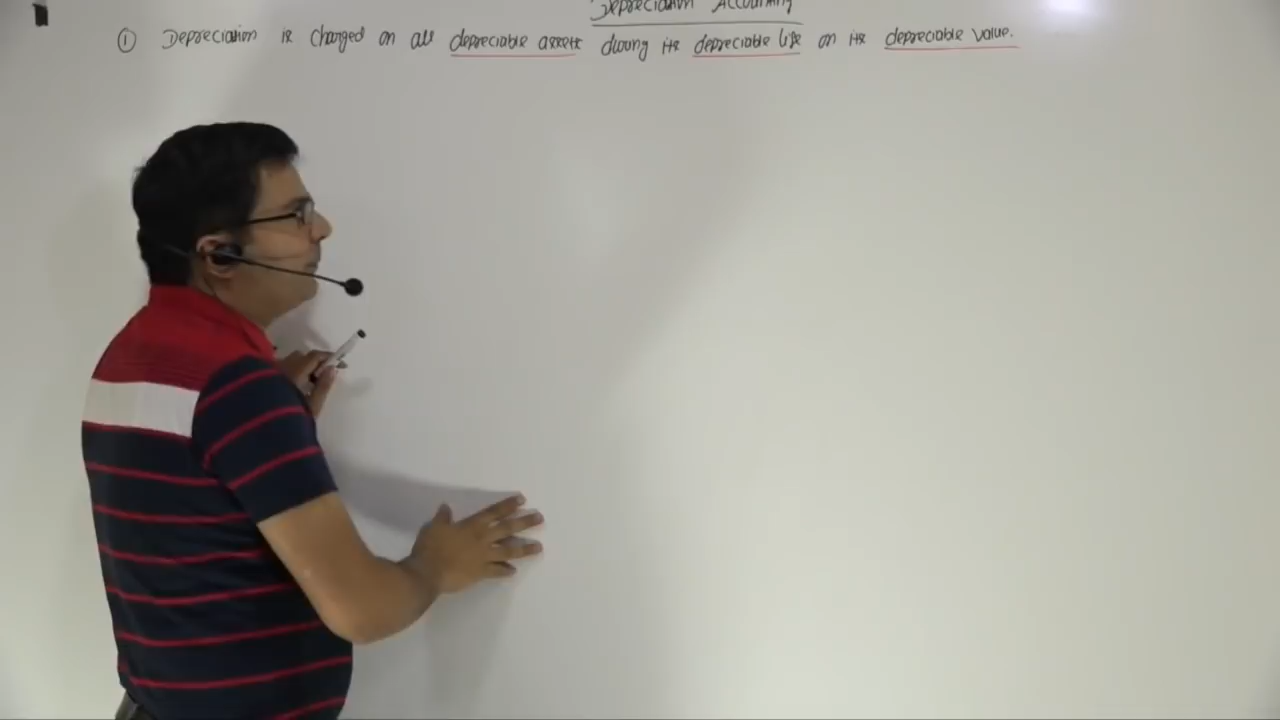 Depreciation Accounting
① Depreciation is charged on all depreciable assets during its depreciable life on its depreciable value.